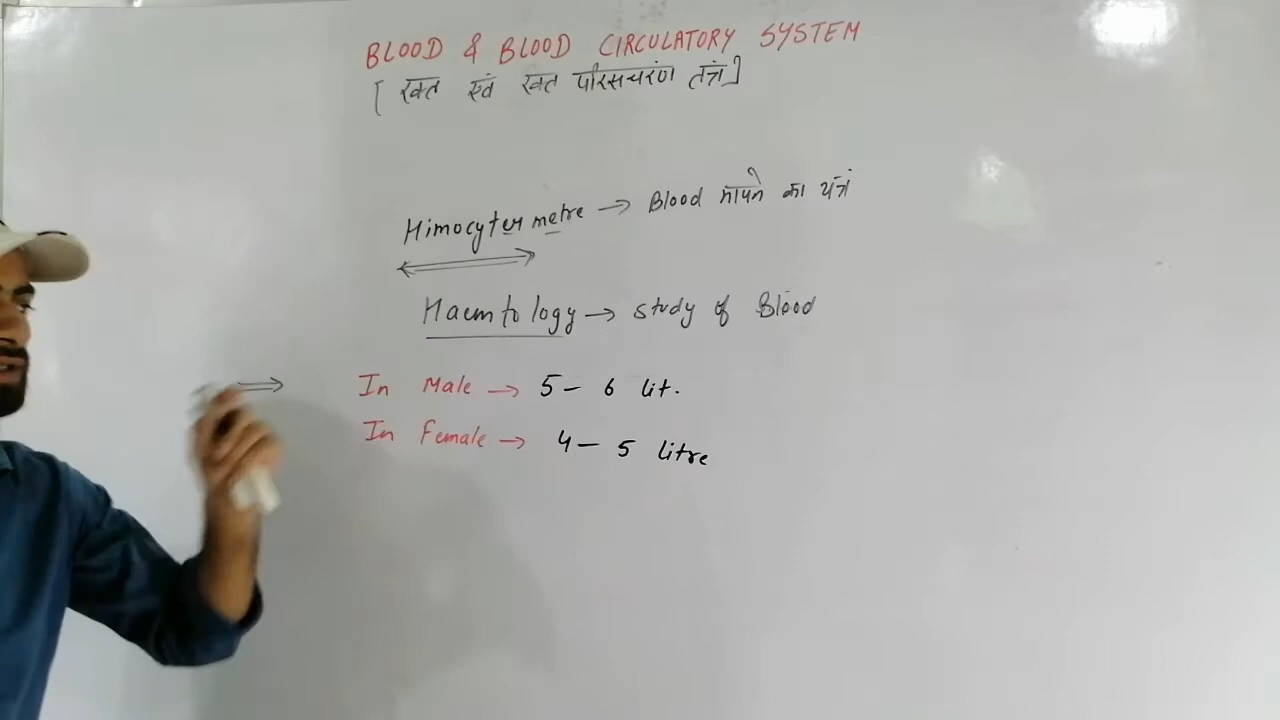 BLOOD & BLOOD CIRCULATORY SYSTEM
[ रक्त एवं रक्त परिसंचरण तंत्र ]
Himocyter metre → Blood मापने का यंत्र
Haemtology → study of Blood
⇒ In Male → 5 – 6 lit.
In Female → 4 – 5 litre